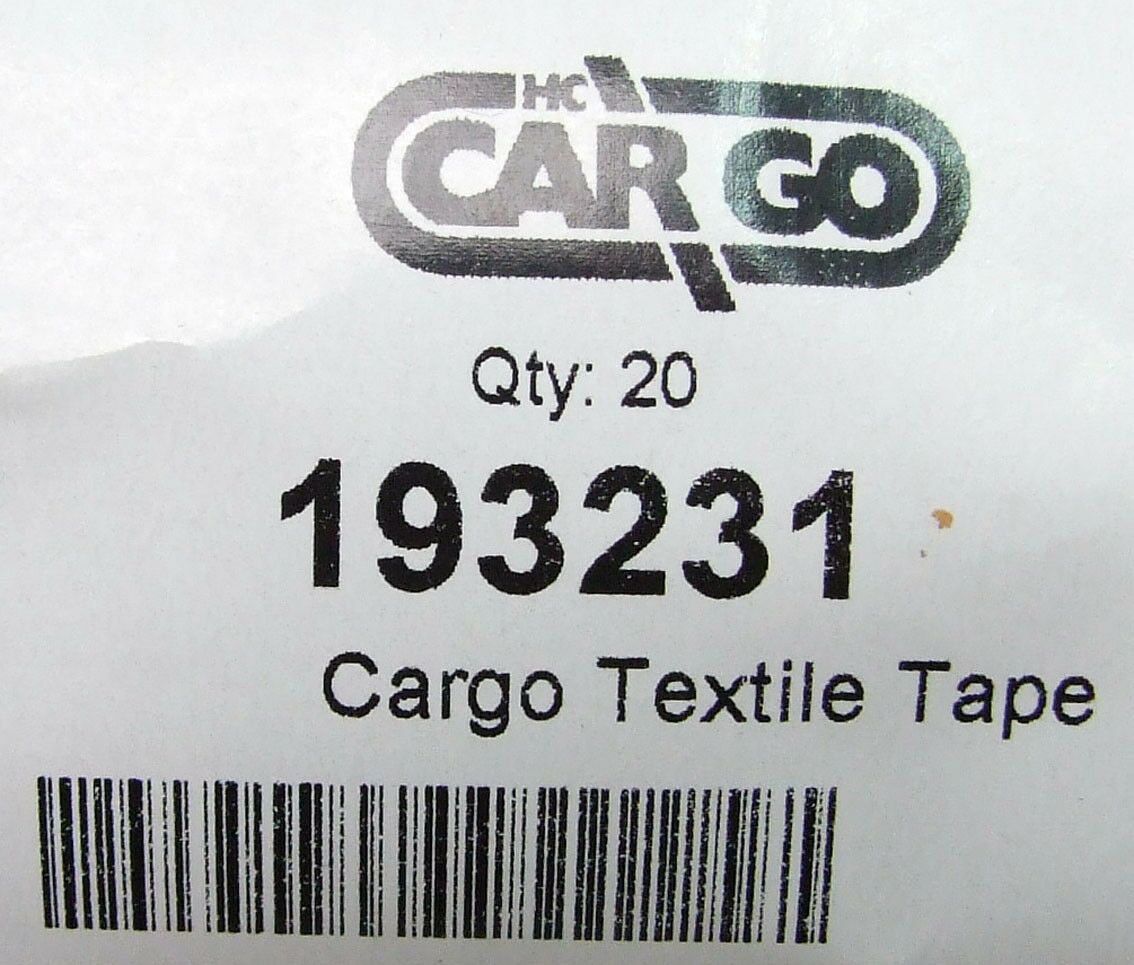 HC
CARGO
Qty: 20
193231
Cargo Textile Tape